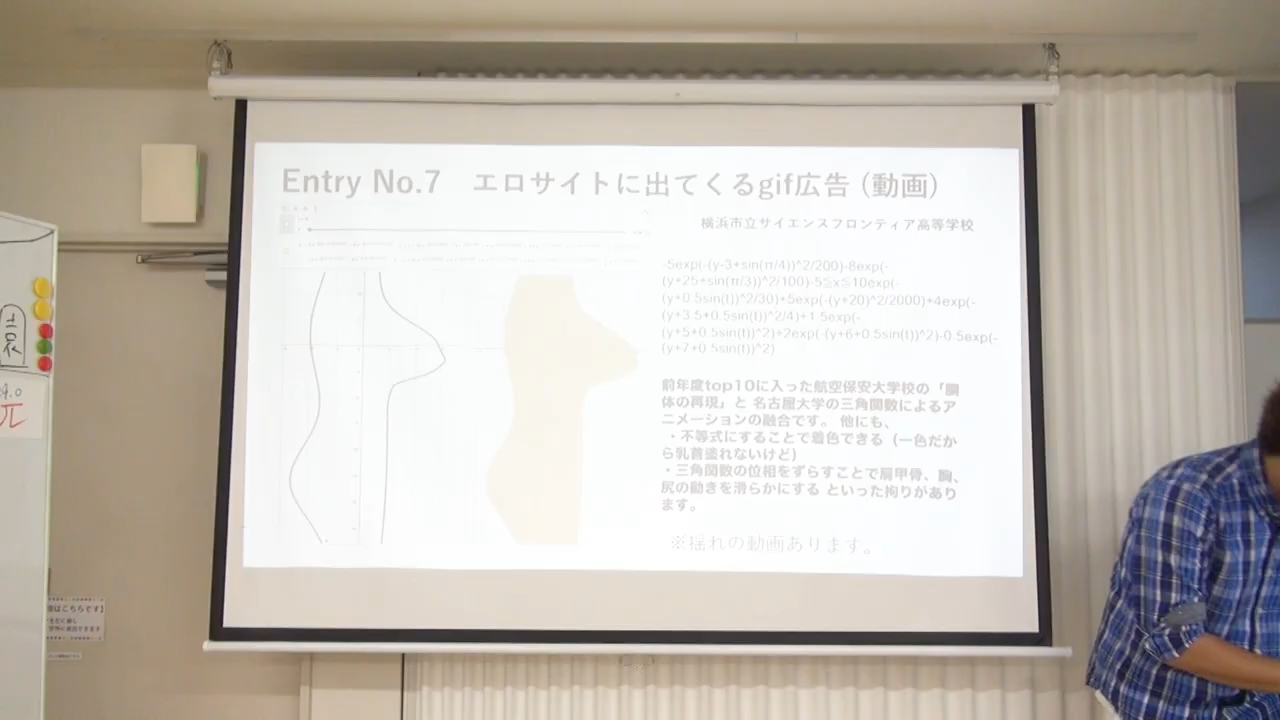 Entry No.7 エロサイトに出てくるgif広告 (動画)
横浜市立サイエンスフロンティア高等学校
-5exp(-(y-3+sin(π/4))^2/200)-8exp(-
(y+25+sin(π/3))^2/100)-5≦x≦10exp(-
(y+0.5sin(t))^2/30)+5exp(-(y+20)^2/2000)+4exp(-
(y+3.5+0.5sin(t))^2/4)+1.5exp(-
(y+5+0.5sin(t))^2)+2exp(-(y+6+0.5sin(t))^2)-0.5exp(-
(y+7+0.5sin(t))^2)
前年度top10に入った航空保安大学校の「胴
体の再現」と 名古屋大学の三角関数によるア
ニメーションの融合です。 他にも、
・不等式にすることで着色できる（一色だか
ら乳首塗れないけど）
・三角関数の位相をずらすことで肩甲骨、胸、
尻の動きを滑らかにする といった拘りがあり
ます。
※揺れの動画あります。
はこちらです】